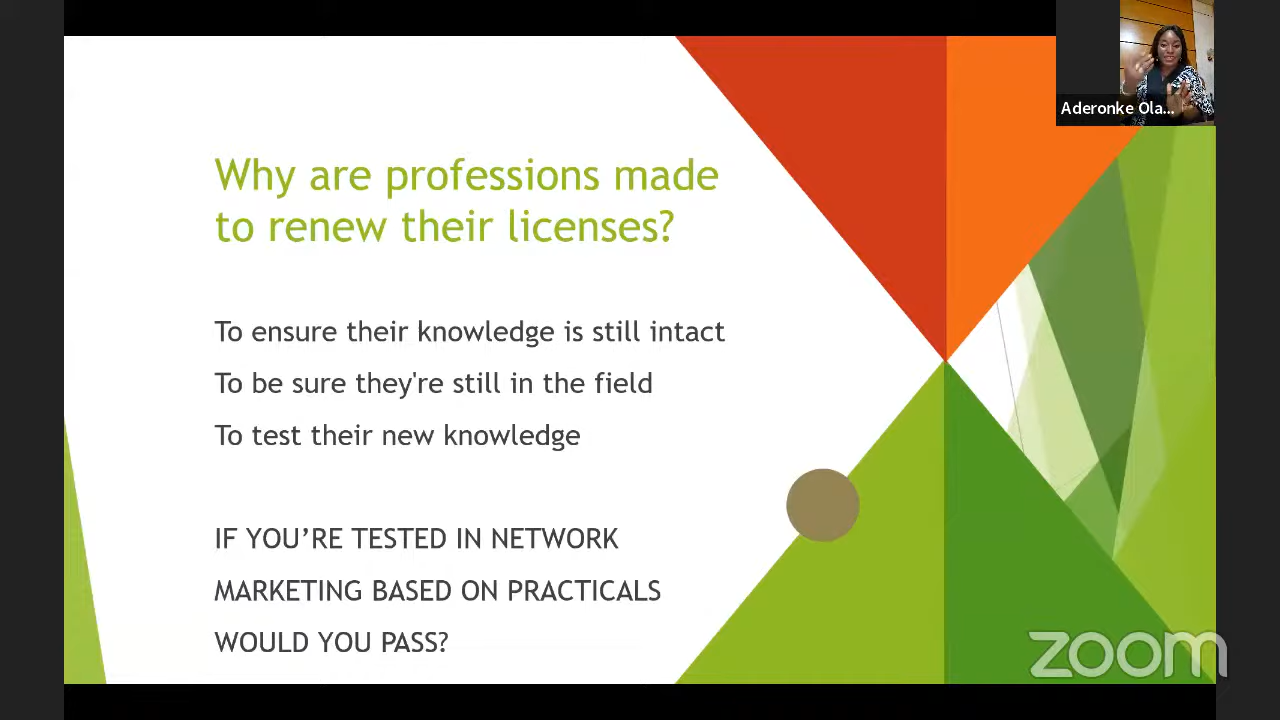 Aderonke Ola...
Why are professions made
to renew their licenses?
To ensure their knowledge is still intact
To be sure they're still in the field
To test their new knowledge
IF YOU’RE TESTED IN NETWORK
MARKETING BASED ON PRACTICALS
WOULD YOU PASS?
zoom